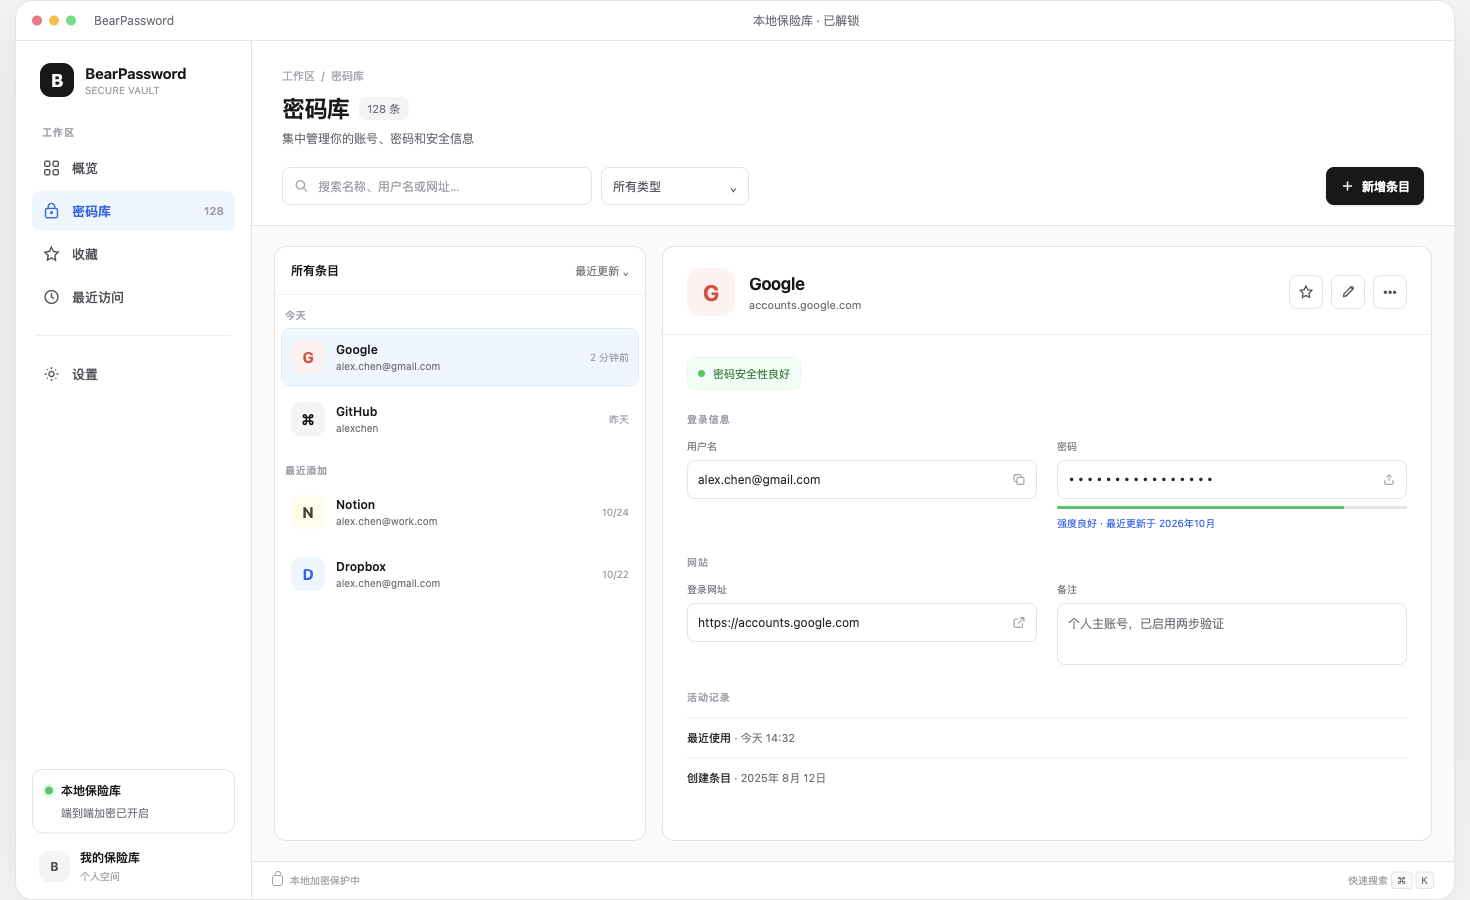 BearPassword
本地保险库 · 已解锁
B
BearPassword
SECURE VAULT
工作区
概览
密码库 128
收藏
最近访问
设置
本地保险库
端到端加密已开启
B
我的保险库
个人空间
工作区 / 密码库
密码库 128 条
集中管理你的账号、密码和安全信息
搜索名称、用户名或网址...
所有类型
+ 新增条目
所有条目 最近更新
今天
G
Google
alex.chen@gmail.com
2 分钟前
⌘
GitHub
alexchen
昨天
最近添加
N
Notion
alex.chen@work.com
10/24
D
Dropbox
alex.chen@gmail.com
10/22
G
Google
accounts.google.com
密码安全性良好
登录信息
用户名
alex.chen@gmail.com
密码
••••••••••••••••
强度良好 · 最近更新于 2026年10月
网站
登录网址
https://accounts.google.com
备注
个人主账号，已启用两步验证
活动记录
最近使用 · 今天 14:32
创建条目 · 2025年 8月 12日
本地加密保护中
快速搜索 ⌘ K